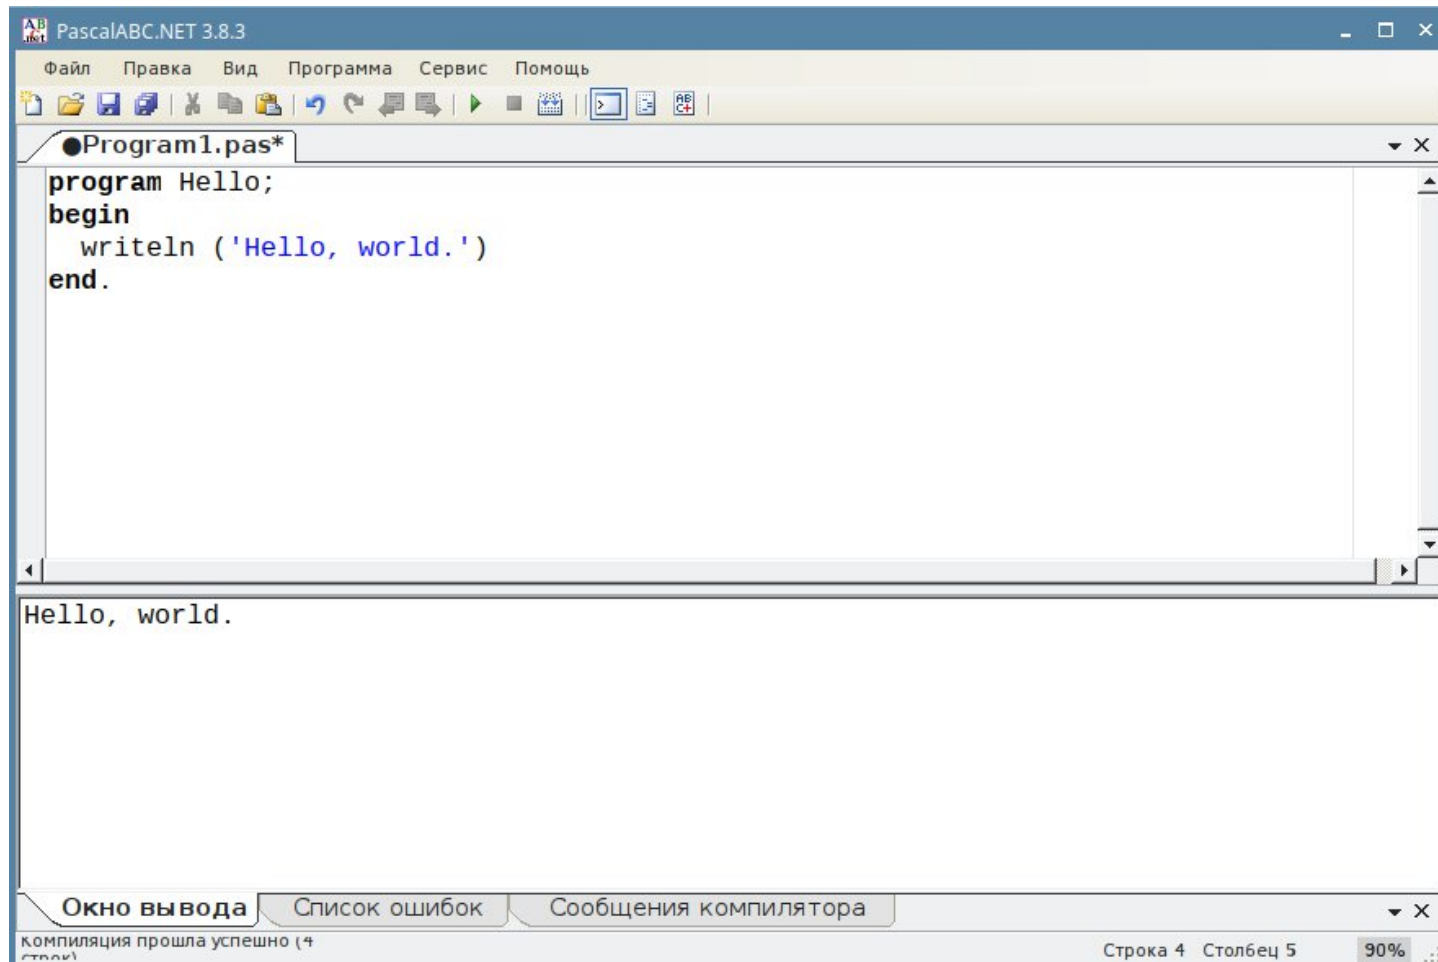 PascalABC.NET 3.8.3
Файл Правка Вид Программа Сервис Помощь
●Program1.pas*
program Hello;
begin
  writeln ('Hello, world.')
end.
Hello, world.
Окно вывода Список ошибок Сообщения компилятора
Компиляция прошла успешно (4
строк)
Строка 4 Столбец 5 90%